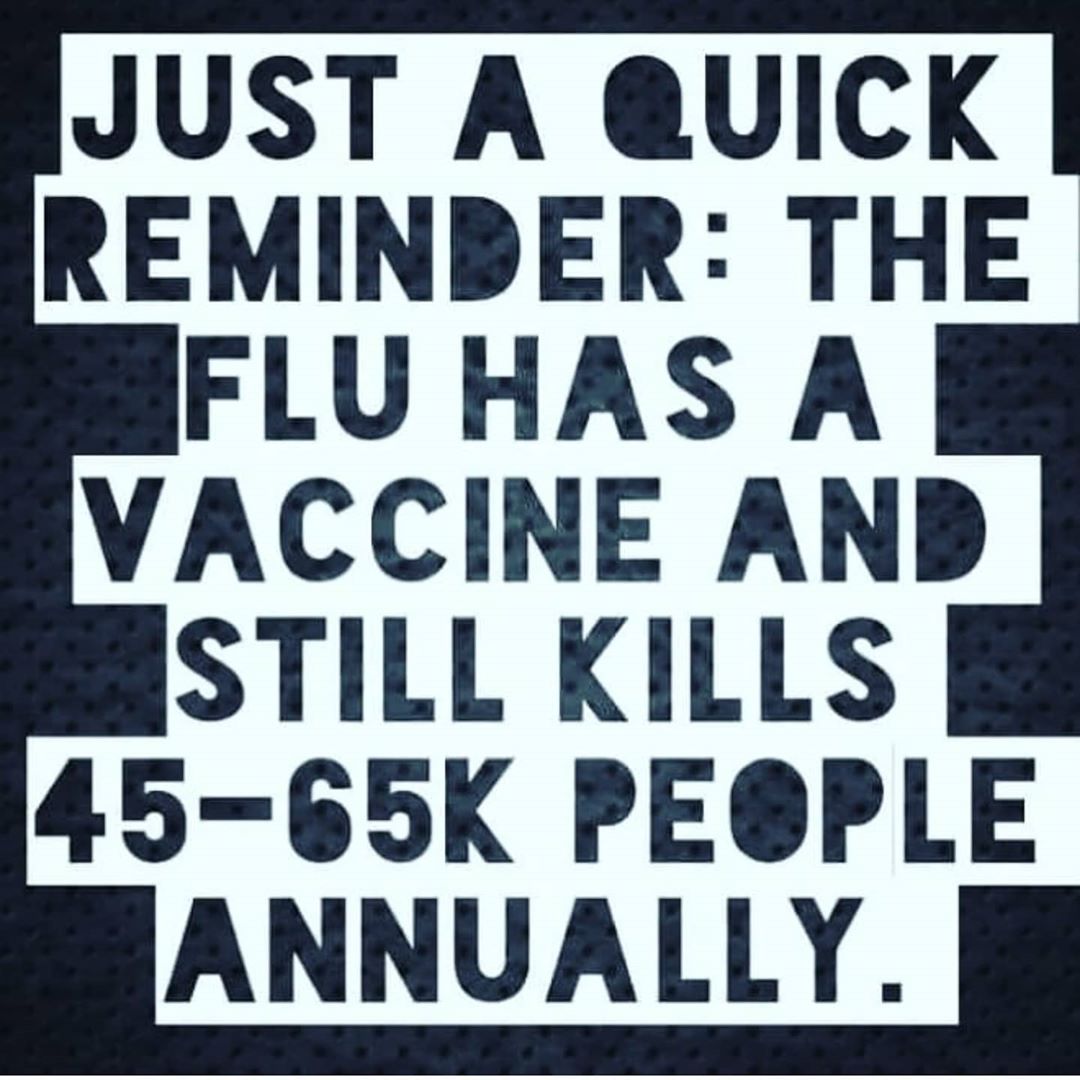 JUST A QUICK
REMINDER: THE
FLU HAS A
VACCINE AND
STILL KILLS
45-65K PEOPLE
ANNUALLY.